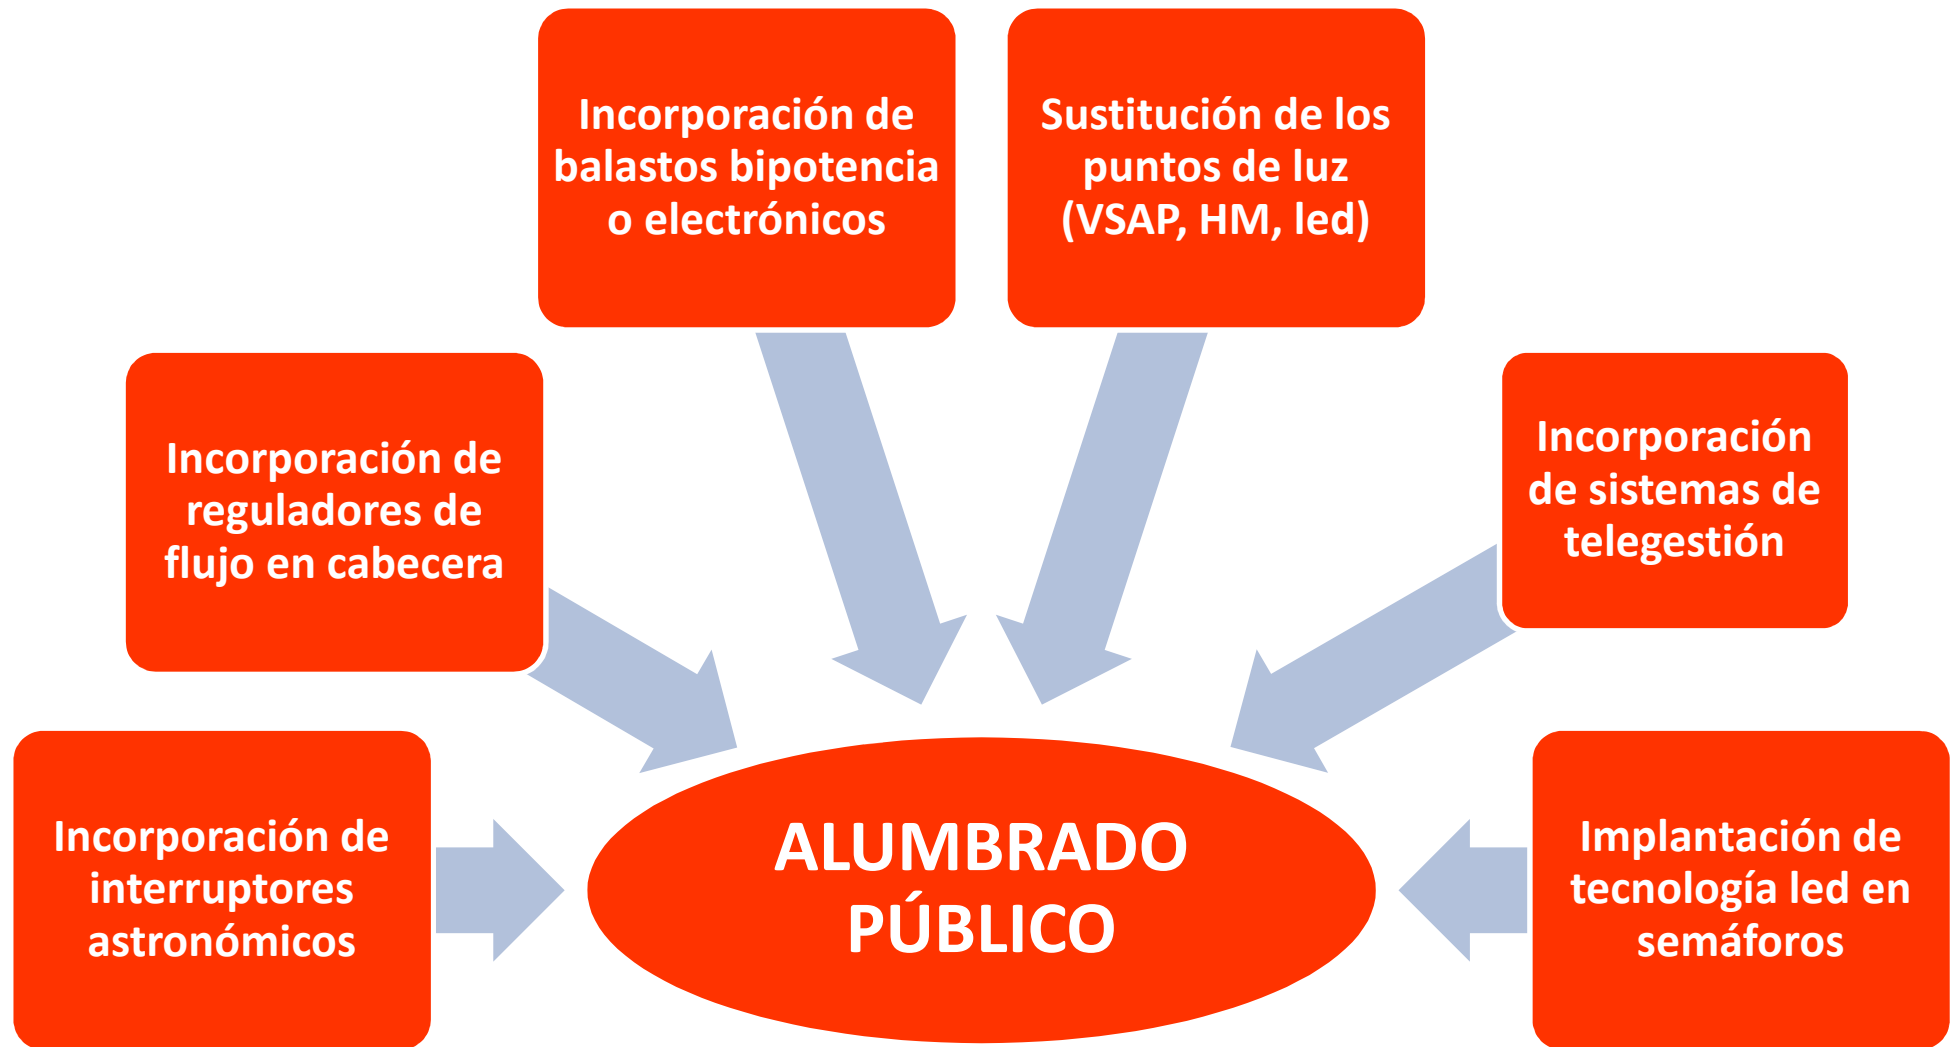 Incorporación de
balastos bipotencia
o electrónicos
Sustitución de los
puntos de luz
(VSAP, HM, led)
Incorporación de
reguladores de
flujo en cabecera
Incorporación
de sistemas de
telegestión
Incorporación de
interruptores
astronómicos
ALUMBRADO
PÚBLICO
Implantación de
tecnología led en
semáforos